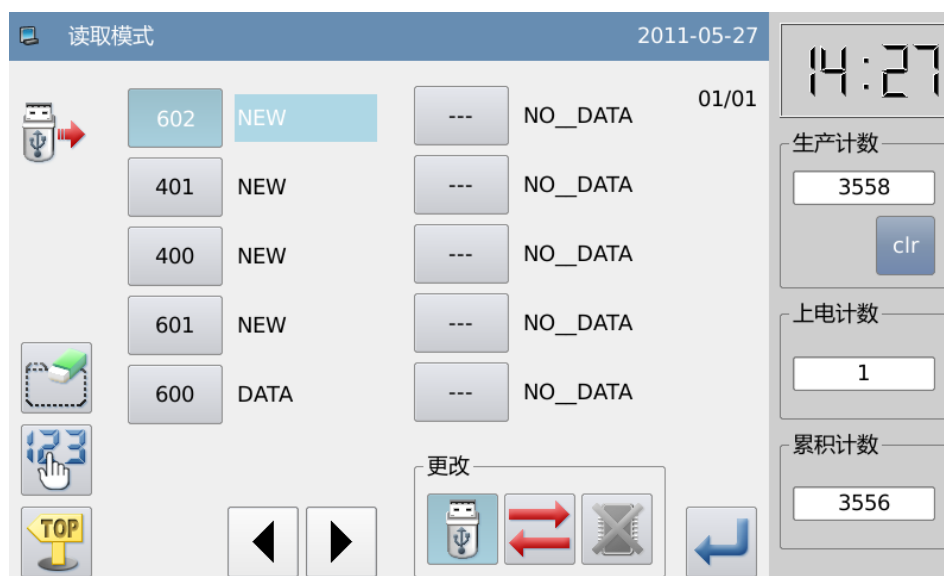 读取模式 2011-05-27
14:27
602 NEW --- NO__DATA 01/01
401 NEW --- NO__DATA
400 NEW --- NO__DATA
601 NEW --- NO__DATA
600 DATA --- NO__DATA
123
TOP
更改
生产计数
3558
clr
上电计数
1
累积计数
3556